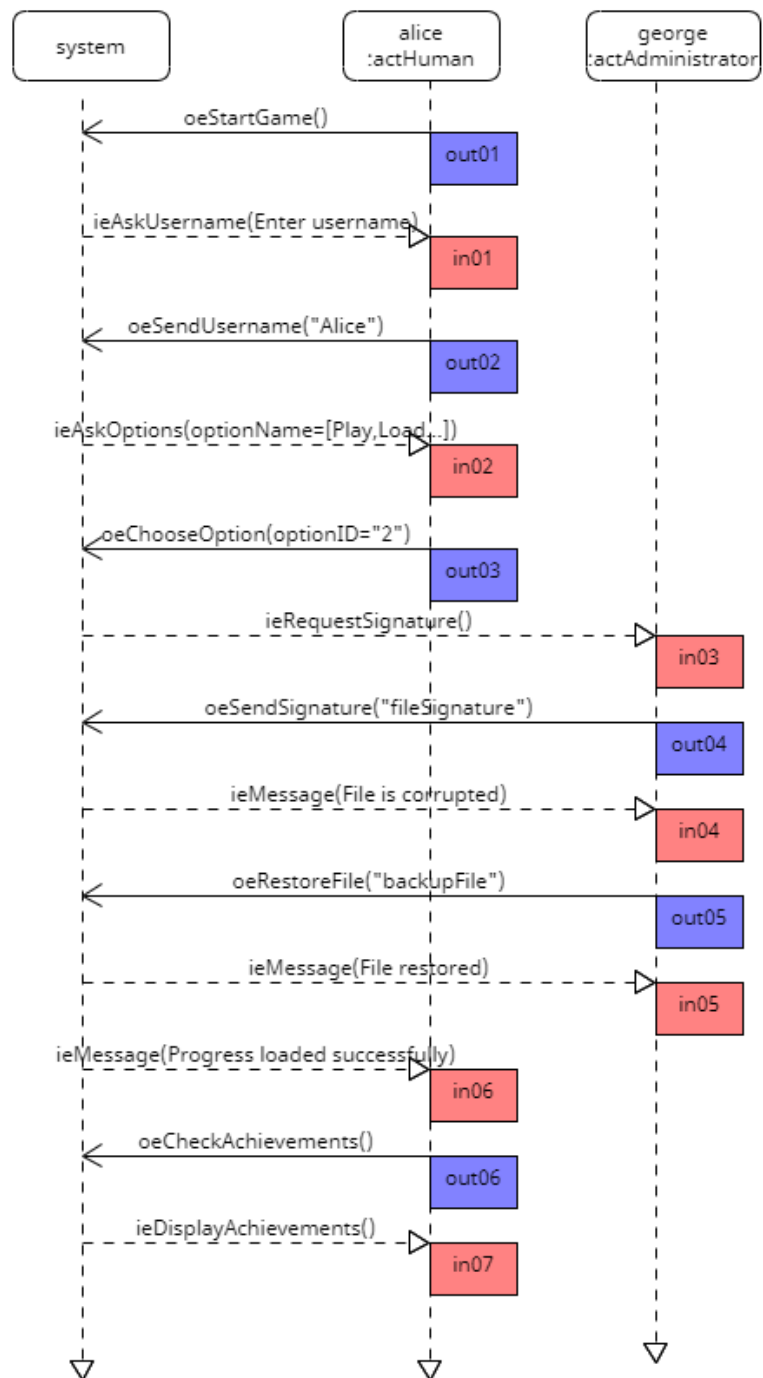 system
alice
:actHuman
george
:actAdministrator
oeStartGame()
out01
ieAskUsername(Enter username)
in01
oeSendUsername("Alice")
out02
ieAskOptions(optionName=[Play,Load...])
in02
oeChooseOption(optionID="2")
out03
ieRequestSignature()
in03
oeSendSignature("fileSignature")
out04
ieMessage(File is corrupted)
in04
oeRestoreFile("backupFile")
out05
ieMessage(File restored)
in05
ieMessage(Progress loaded successfully)
in06
oeCheckAchievements()
out06
ieDisplayAchievements()
in07